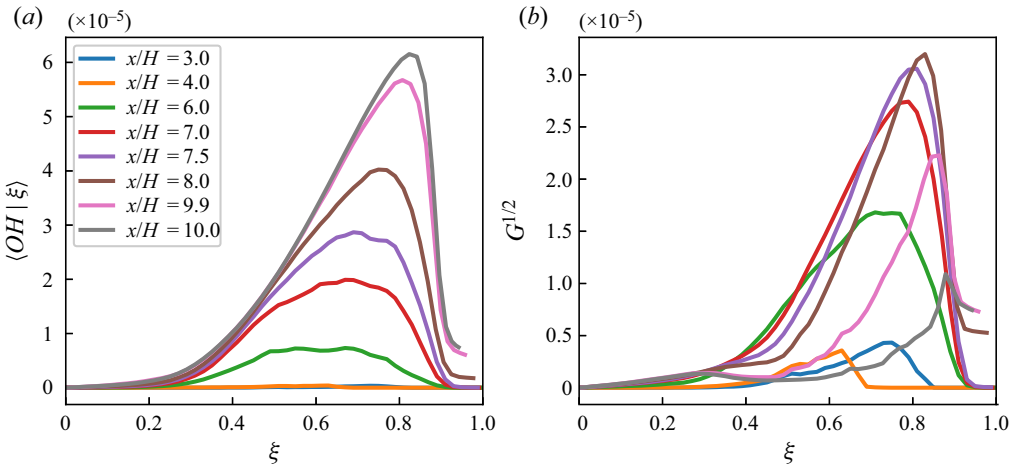 (a)
(×10⁻⁵)
6
5
4
3
2
1
0
⟨OH | ξ⟩
x/H = 3.0
x/H = 4.0
x/H = 6.0
x/H = 7.0
x/H = 7.5
x/H = 8.0
x/H = 9.9
x/H = 10.0
0 0.2 0.4 0.6 0.8 1.0
ξ
(b)
(×10⁻⁵)
3.0
2.5
2.0
1.5
1.0
0.5
0
G^{1/2}
0 0.2 0.4 0.6 0.8 1.0
ξ